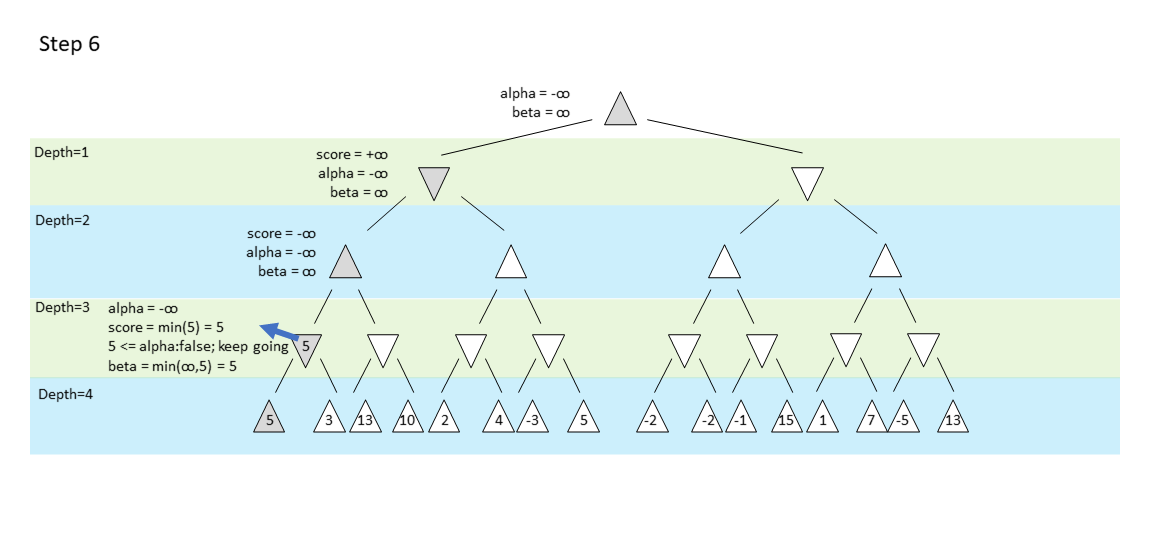 Step 6
alpha = -∞
beta = ∞
Depth=1
score = +∞
alpha = -∞
beta = ∞
Depth=2
score = -∞
alpha = -∞
beta = ∞
Depth=3
alpha = -∞
score = min(5) = 5
5 <= alpha:false; keep going
beta = min(∞,5) = 5
5
Depth=4
5 3 13 10 2 4 -3 5 -2 -2 -1 15 1 7 -5 13